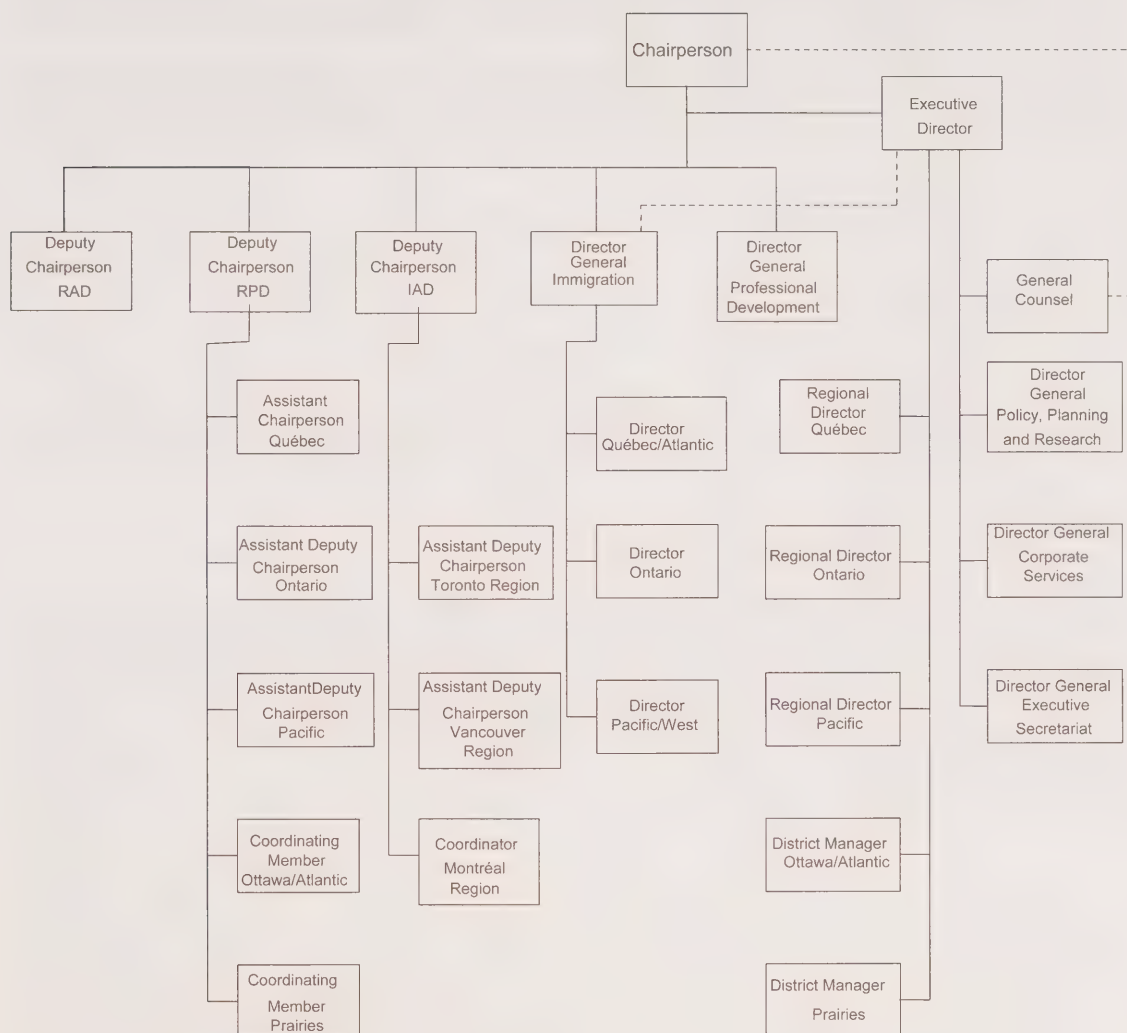 Chairperson
Executive
Director
Deputy
Chairperson
RAD
Deputy
Chairperson
RPD
Deputy
Chairperson
IAD
Director
General
Immigration
Director
General
Professional
Development
General
Counsel
Assistant
Chairperson
Québec
Director
Québec/Atlantic
Regional
Director
Québec
Director
General
Policy, Planning
and Research
Assistant Deputy
Chairperson
Ontario
Assistant Deputy
Chairperson
Toronto Region
Director
Ontario
Regional Director
Ontario
Director General
Corporate
Services
AssistantDeputy
Chairperson
Pacific
Assistant Deputy
Chairperson
Vancouver
Region
Director
Pacific/West
Regional Director
Pacific
Director General
Executive
Secretariat
Coordinating
Member
Ottawa/Atlantic
Coordinator
Montréal
Region
District Manager
Ottawa/Atlantic
Coordinating
Member
Prairies
District Manager
Prairies